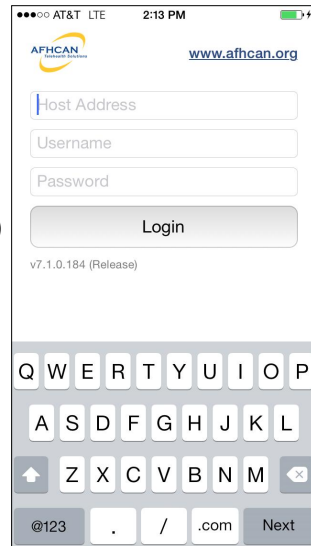 ●●●○○ AT&T LTE 2:13 PM
AFHCAN
Telehealth Solutions
www.afhcan.org
Host Address
Username
Password
Login
v7.1.0.184 (Release)
Q W E R T Y U I O P
A S D F G H J K L
Z X C V B N M
@123 . / .com Next